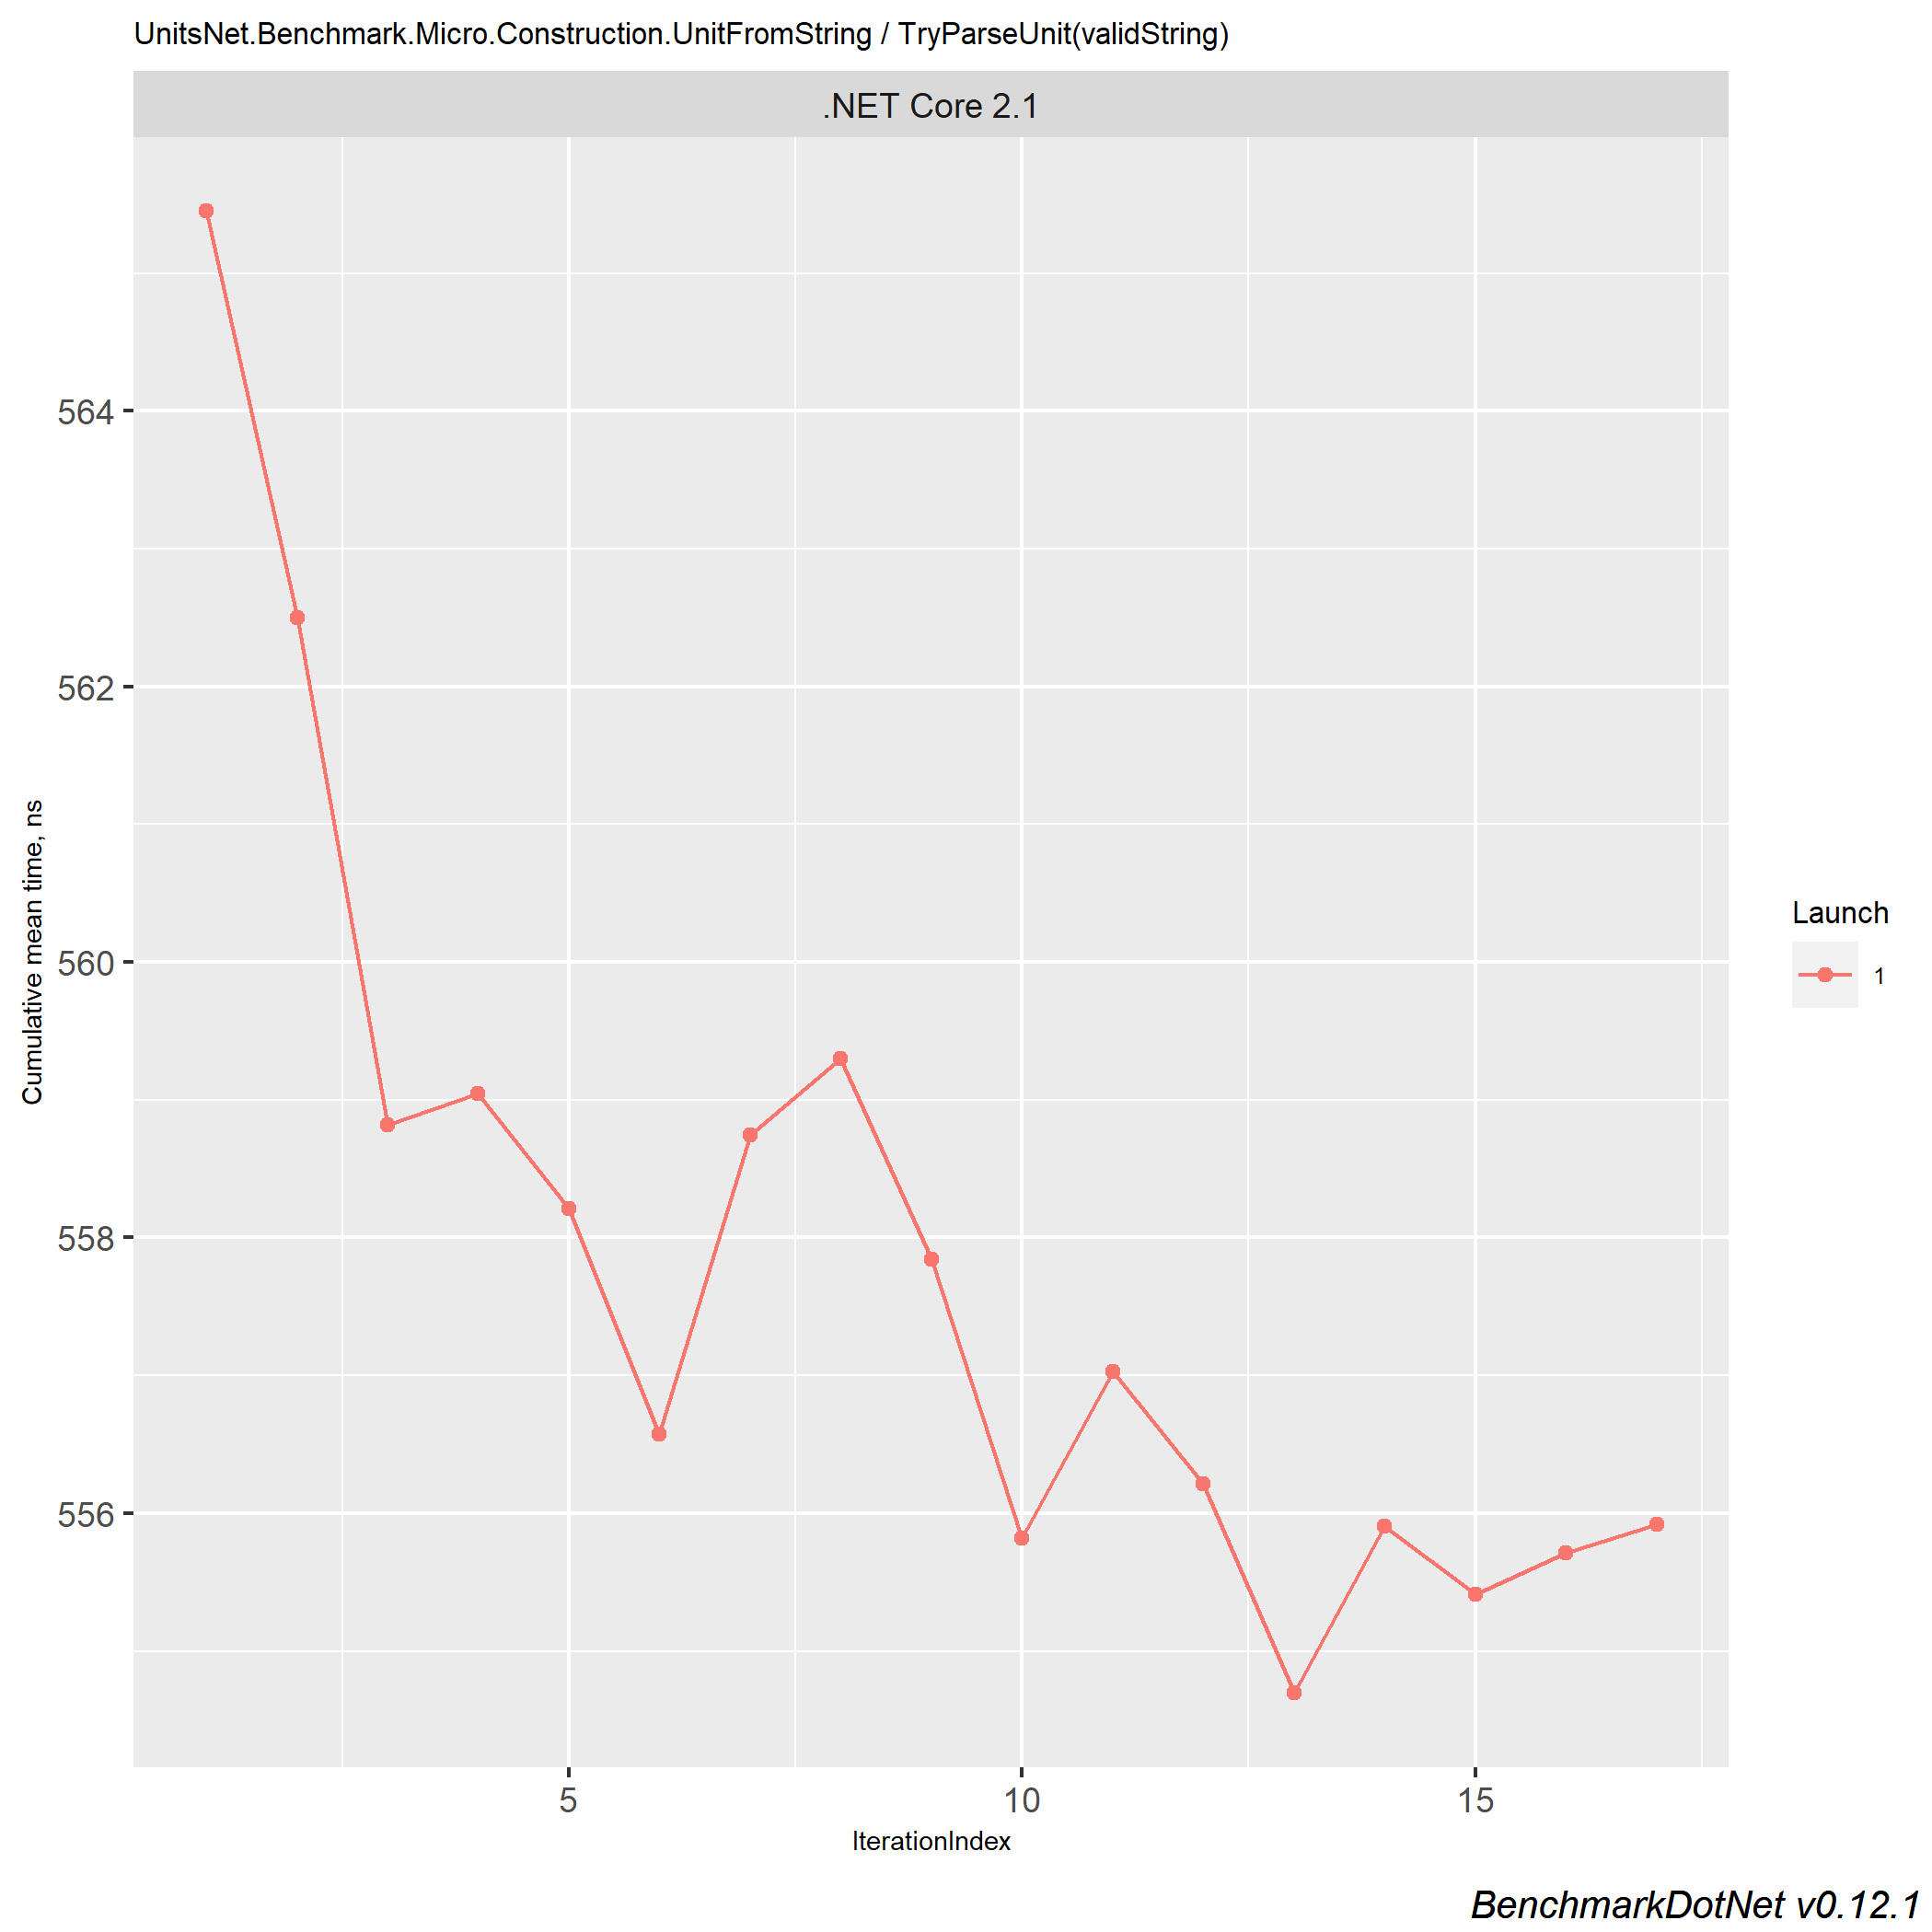 UnitsNet.Benchmark.Micro.Construction.UnitFromString / TryParseUnit(validString)
.NET Core 2.1
564
562
560
558
556
Cumulative mean time, ns
5 10 15
IterationIndex
Launch
1
BenchmarkDotNet v0.12.1